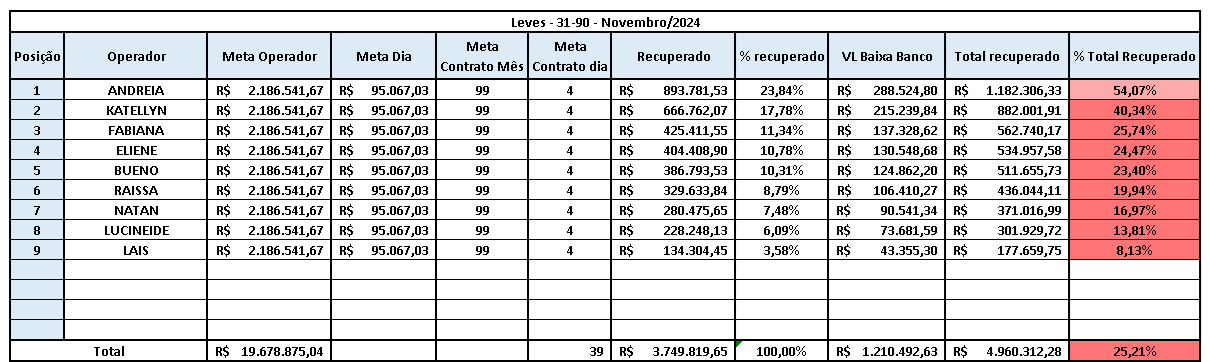 Leves - 31-90 - Novembro/2024
Posição Operador Meta Operador Meta Dia Meta Contrato Mês Meta Contrato dia Recuperado % recuperado VL Baixa Banco Total recuperado % Total Recuperado
1 ANDREIA R$ 2.186.541,67 R$ 95.067,03 99 4 R$ 893.781,53 23,84% R$ 288.524,80 R$ 1.182.306,33 54,07%
2 KATELLYN R$ 2.186.541,67 R$ 95.067,03 99 4 R$ 666.762,07 17,78% R$ 215.239,84 R$ 882.001,91 40,34%
3 FABIANA R$ 2.186.541,67 R$ 95.067,03 99 4 R$ 425.411,55 11,34% R$ 137.328,62 R$ 562.740,17 25,74%
4 ELIENE R$ 2.186.541,67 R$ 95.067,03 99 4 R$ 404.408,90 10,78% R$ 130.548,68 R$ 534.957,58 24,47%
5 BUENO R$ 2.186.541,67 R$ 95.067,03 99 4 R$ 386.793,53 10,31% R$ 124.862,20 R$ 511.655,73 23,40%
6 RAISSA R$ 2.186.541,67 R$ 95.067,03 99 4 R$ 329.633,84 8,79% R$ 106.410,27 R$ 436.044,11 19,94%
7 NATAN R$ 2.186.541,67 R$ 95.067,03 99 4 R$ 280.475,65 7,48% R$ 90.541,34 R$ 371.016,99 16,97%
8 LUCINEIDE R$ 2.186.541,67 R$ 95.067,03 99 4 R$ 228.248,13 6,09% R$ 73.681,59 R$ 301.929,72 13,81%
9 LAIS R$ 2.186.541,67 R$ 95.067,03 99 4 R$ 134.304,45 3,58% R$ 43.355,30 R$ 177.659,75 8,13%
Total R$ 19.678.875,04 39 R$ 3.749.819,65 100,00% R$ 1.210.492,63 R$ 4.960.312,28 25,21%